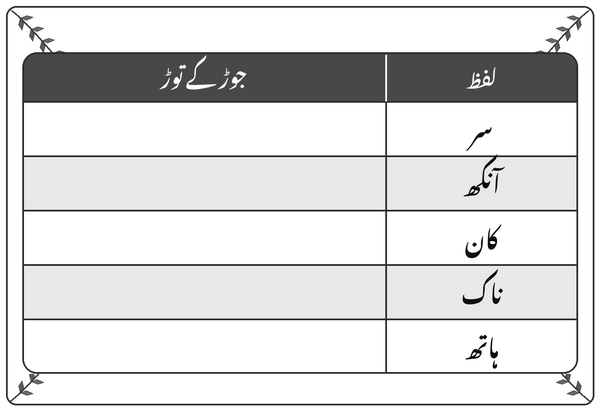 لفظ جوڑ کے توڑ
سر
آنکھ
کان
ناک
ہاتھ